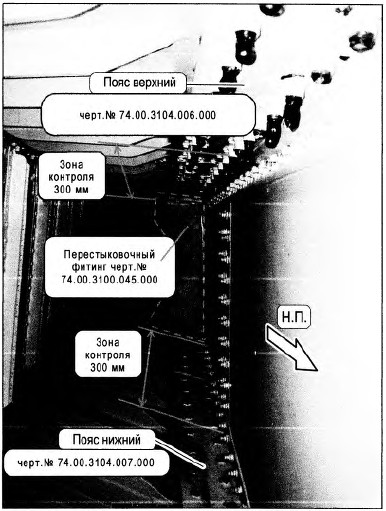 Пояс верхний
черт.№ 74.00.3104.006.000
Зона
контроля
300 мм
Перестыковочный
фитинг черт.№
74.00.3100.045.000
Н.П.
Зона
контроля
300 мм
Пояс нижний
черт.№ 74.00.3104.007.000